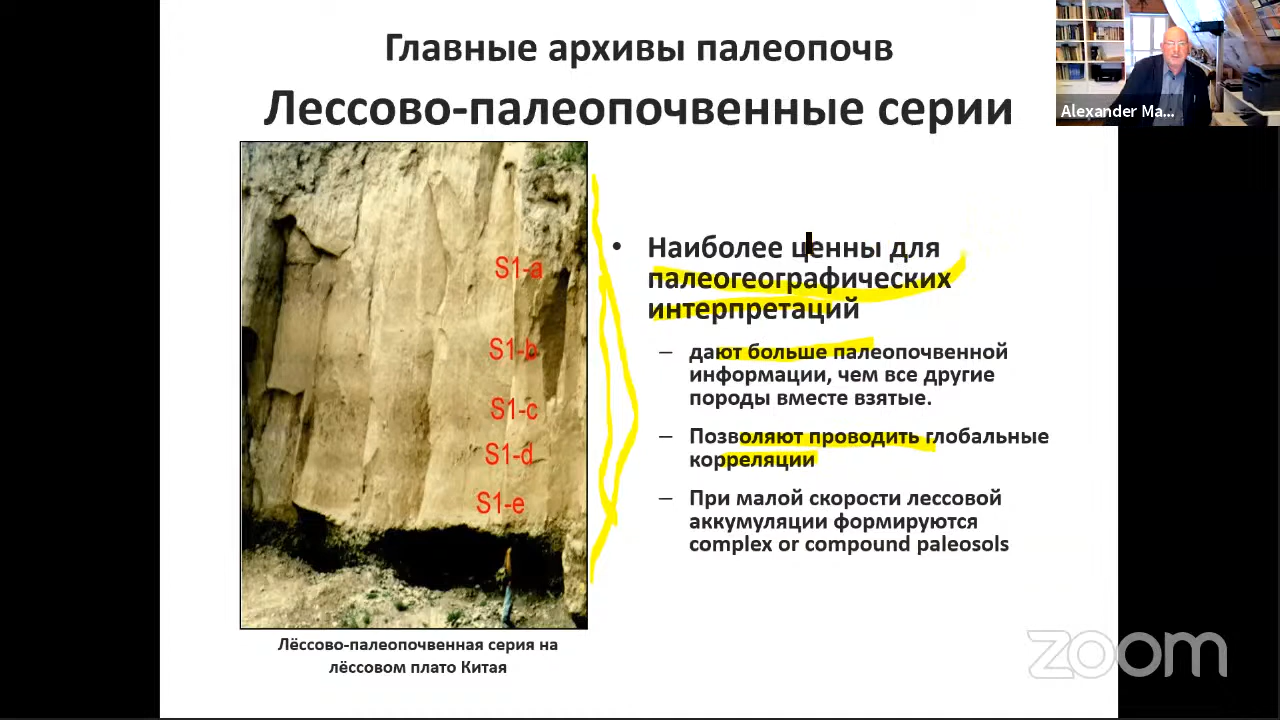 Главные архивы палеопочв
Лессово-палеопочвенные серии
Alexander Ma...
S1-a
S1-b
S1-c
S1-d
S1-e
• Наиболее ценны для
палеогеографических
интерпретаций
– дают больше палеопочвенной
информации, чем все другие
породы вместе взятые.
– Позволяют проводить глобальные
корреляции
– При малой скорости лессовой
аккумуляции формируются
complex or compound paleosols
Лёссово-палеопочвенная серия на
лёссовом плато Китая
zoom